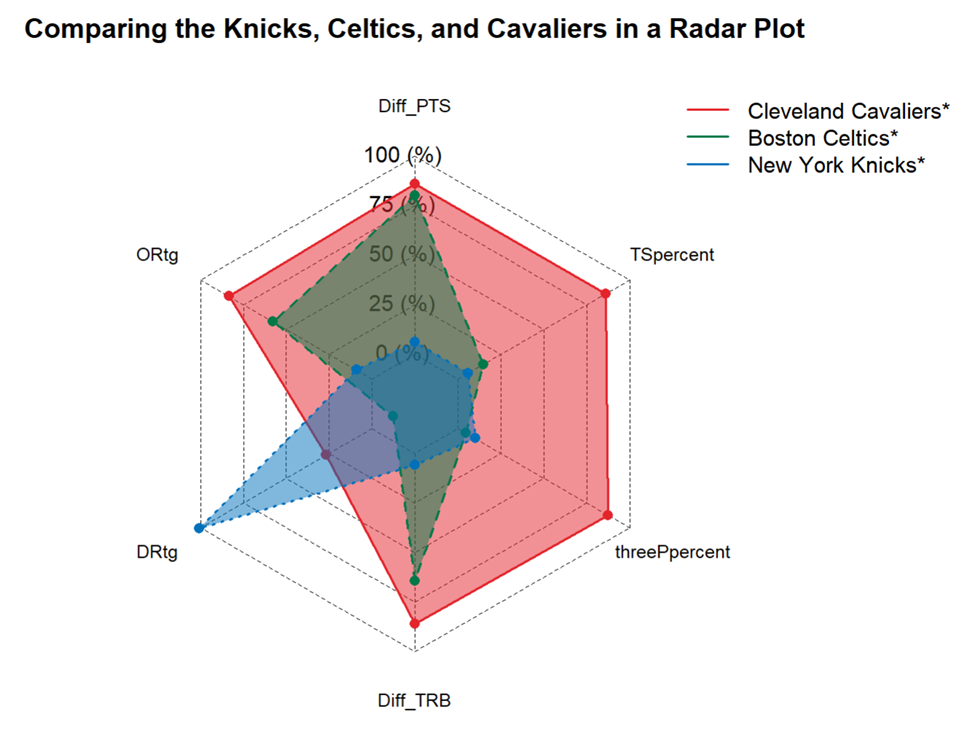 Comparing the Knicks, Celtics, and Cavaliers in a Radar Plot
Diff_PTS
Cleveland Cavaliers*
Boston Celtics*
New York Knicks*
100 (%)
75 (%)
50 (%)
25 (%)
0 (%)
ORtg
TSpercent
DRtg
threePpercent
Diff_TRB